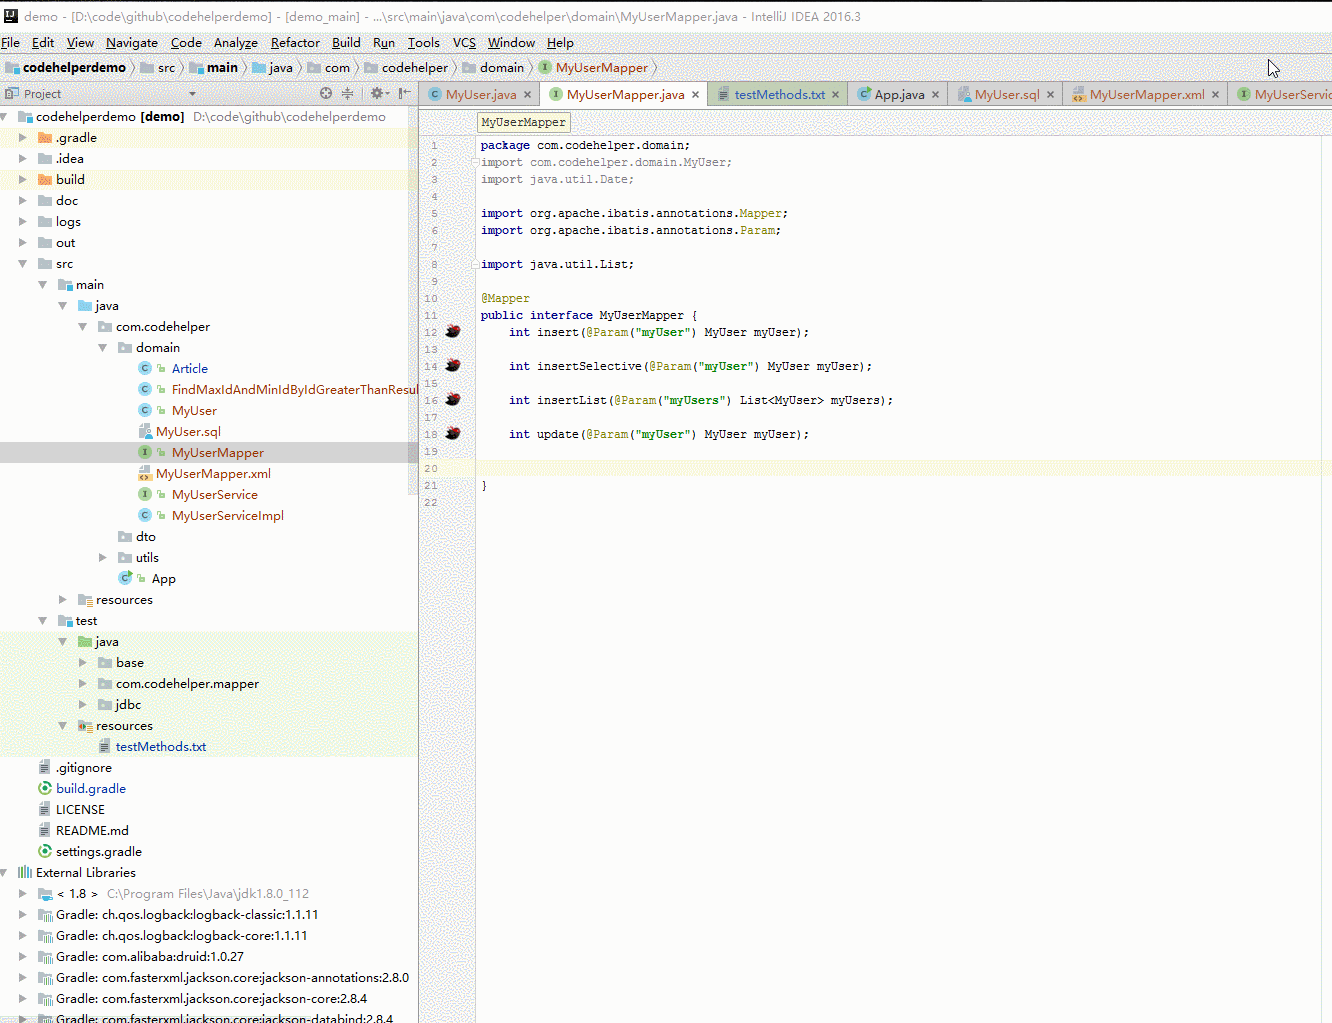 demo - [D:\code\github\codehelperdemo] - [demo_main] - ...\src\main\java\com\codehelper\domain\MyUserMapper.java - IntelliJ IDEA 2016.3
File Edit View Navigate Code Analyze Refactor Build Run Tools VCS Window Help
codehelperdemo src main java com codehelper domain MyUserMapper
Project
MyUser.java MyUserMapper.java testMethods.txt App.java MyUser.sql MyUserMapper.xml MyUserServic
codehelperdemo [demo] D:\code\github\codehelperdemo
.gradle
.idea
build
doc
logs
out
src
main
java
com.codehelper
domain
Article
FindMaxIdAndMinIdByIdGreaterThanResul
MyUser
MyUser.sql
MyUserMapper
MyUserMapper.xml
MyUserService
MyUserServiceImpl
dto
utils
App
resources
test
java
base
com.codehelper.mapper
jdbc
resources
testMethods.txt
.gitignore
build.gradle
LICENSE
README.md
settings.gradle
External Libraries
< 1.8 > C:\Program Files\Java\jdk1.8.0_112
Gradle: ch.qos.logback:logback-classic:1.1.11
Gradle: ch.qos.logback:logback-core:1.1.11
Gradle: com.alibaba:druid:1.0.27
Gradle: com.fasterxml.jackson.core:jackson-annotations:2.8.0
Gradle: com.fasterxml.jackson.core:jackson-core:2.8.4
Gradle: com.fasterxml.jackson.core:jackson-databind:2.8.4
MyUserMapper
1 package com.codehelper.domain;
2 import com.codehelper.domain.MyUser;
3 import java.util.Date;
4
5 import org.apache.ibatis.annotations.Mapper;
6 import org.apache.ibatis.annotations.Param;
7
8 import java.util.List;
9
10 @Mapper
11 public interface MyUserMapper {
12 int insert(@Param("myUser") MyUser myUser);
13
14 int insertSelective(@Param("myUser") MyUser myUser);
15
16 int insertList(@Param("myUsers") List<MyUser> myUsers);
17
18 int update(@Param("myUser") MyUser myUser);
19
20
21 }
22